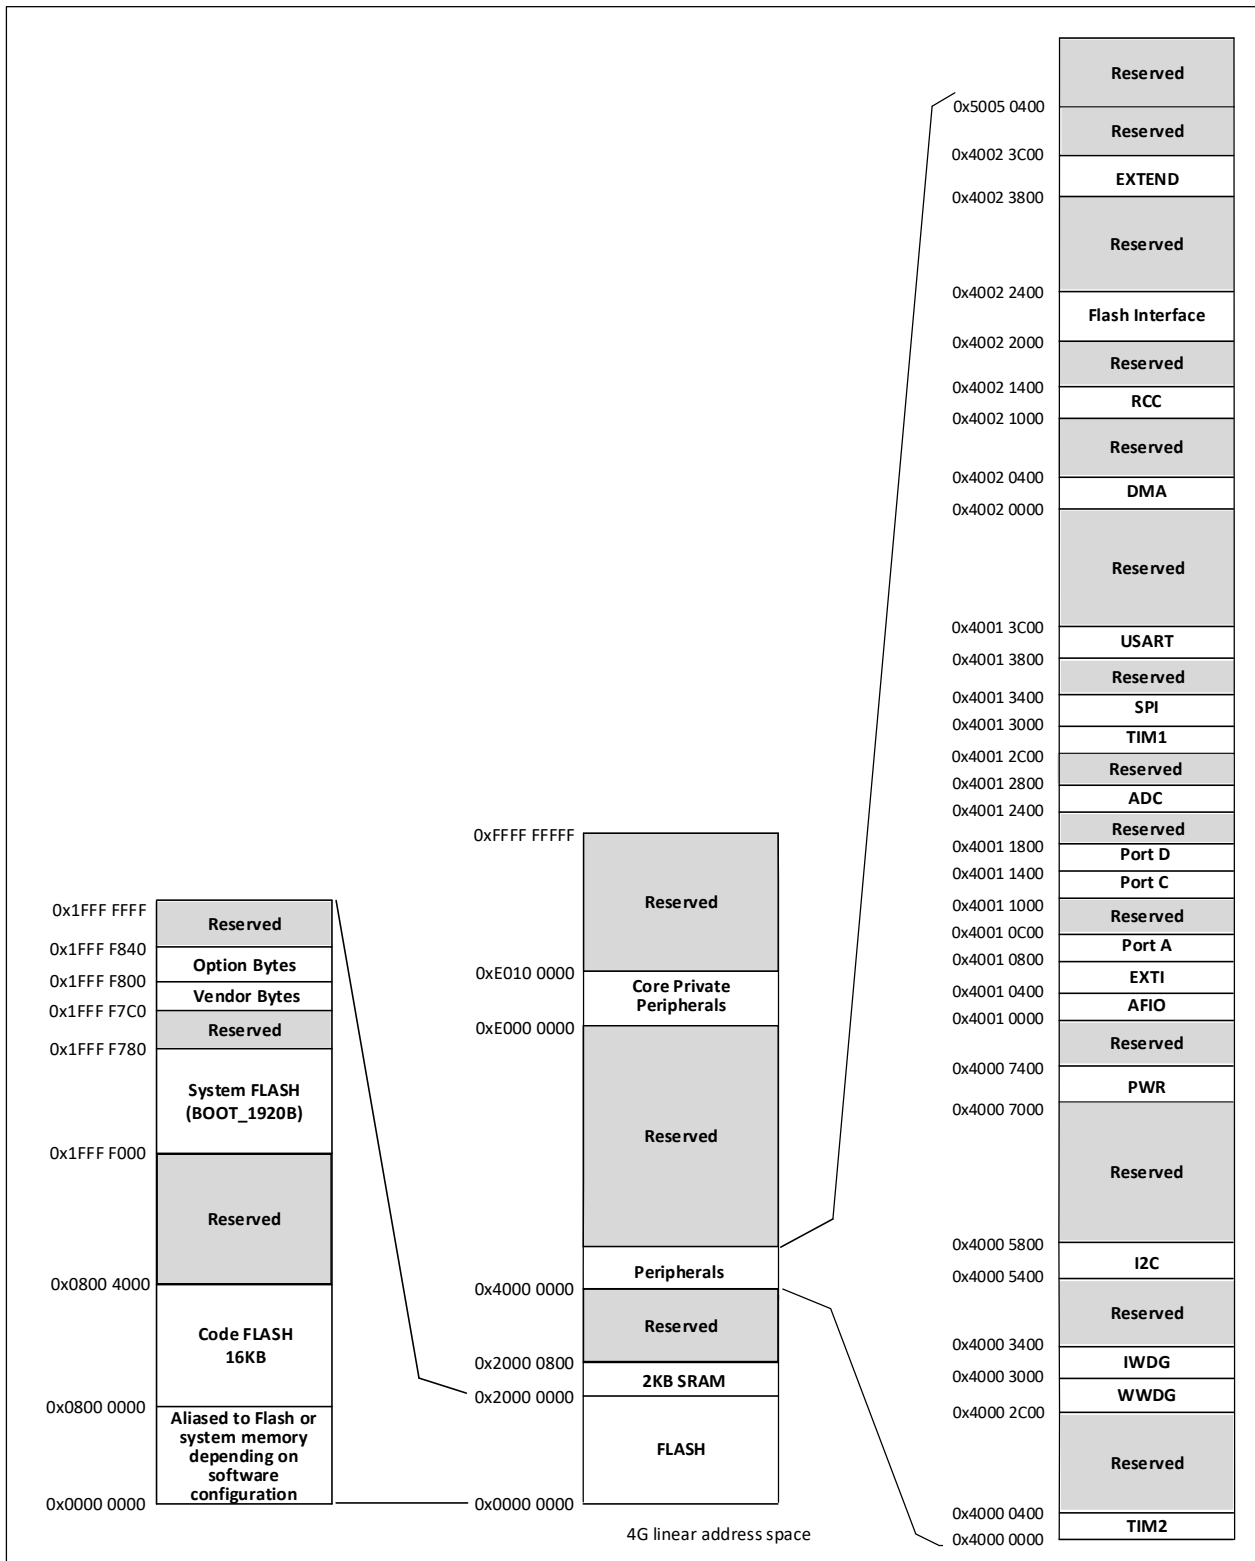 0x1FFF FFFF
Reserved
0x1FFF F840
Option Bytes
0x1FFF F800
Vendor Bytes
0x1FFF F7C0
Reserved
0x1FFF F780
System FLASH
(BOOT_1920B)
0x1FFF F000
Reserved
0x0800 4000
Code FLASH
16KB
0x0800 0000
Aliased to Flash or
system memory
depending on
software
configuration
0x0000 0000
0xFFFF FFFFF
Reserved
0xE010 0000
Core Private
Peripherals
0xE000 0000
Reserved
Peripherals
0x4000 0000
Reserved
0x2000 0800
2KB SRAM
0x2000 0000
FLASH
0x0000 0000
4G linear address space
Reserved
0x5005 0400
Reserved
0x4002 3C00
EXTEND
0x4002 3800
Reserved
0x4002 2400
Flash Interface
0x4002 2000
Reserved
0x4002 1400
RCC
0x4002 1000
Reserved
0x4002 0400
DMA
0x4002 0000
Reserved
0x4001 3C00
USART
0x4001 3800
Reserved
0x4001 3400
SPI
0x4001 3000
TIM1
0x4001 2C00
Reserved
0x4001 2800
ADC
0x4001 2400
Reserved
0x4001 1800
Port D
0x4001 1400
Port C
0x4001 1000
Reserved
0x4001 0C00
Port A
0x4001 0800
EXTI
0x4001 0400
AFIO
0x4001 0000
Reserved
0x4000 7400
PWR
0x4000 7000
Reserved
0x4000 5800
I2C
0x4000 5400
Reserved
0x4000 3400
IWDG
0x4000 3000
WWDG
0x4000 2C00
Reserved
0x4000 0400
TIM2
0x4000 0000